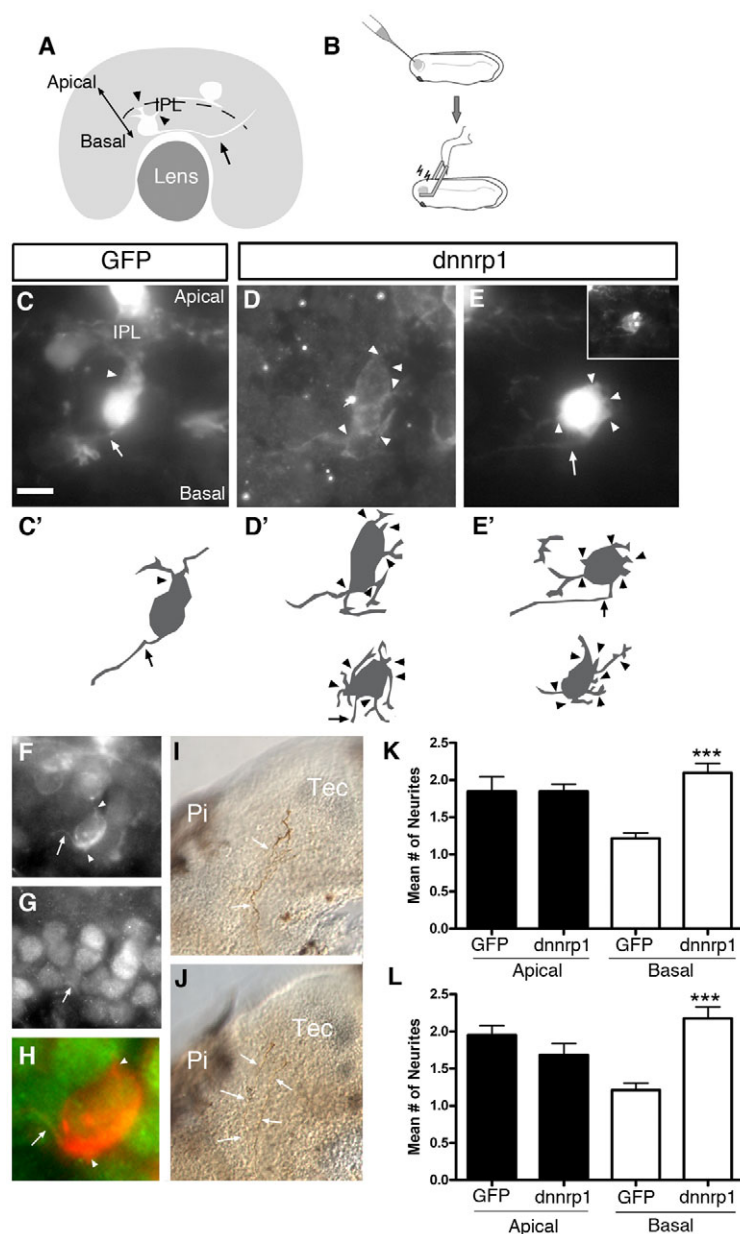 A
B
Apical
IPL
Basal
Lens
GFP
dnnrp1
C
Apical
IPL
Basal
D
E
C'
D'
E'
F
G
H
I
Tec
Pi
J
Tec
Pi
K
Mean # of Neurites
2.5
2.0
1.5
1.0
0.5
0.0
***
GFP
dnnrp1
GFP
dnnrp1
Apical
Basal
L
Mean # of Neurites
2.5
2.0
1.5
1.0
0.5
0.0
***
GFP
dnnrp1
GFP
dnnrp1
Apical
Basal